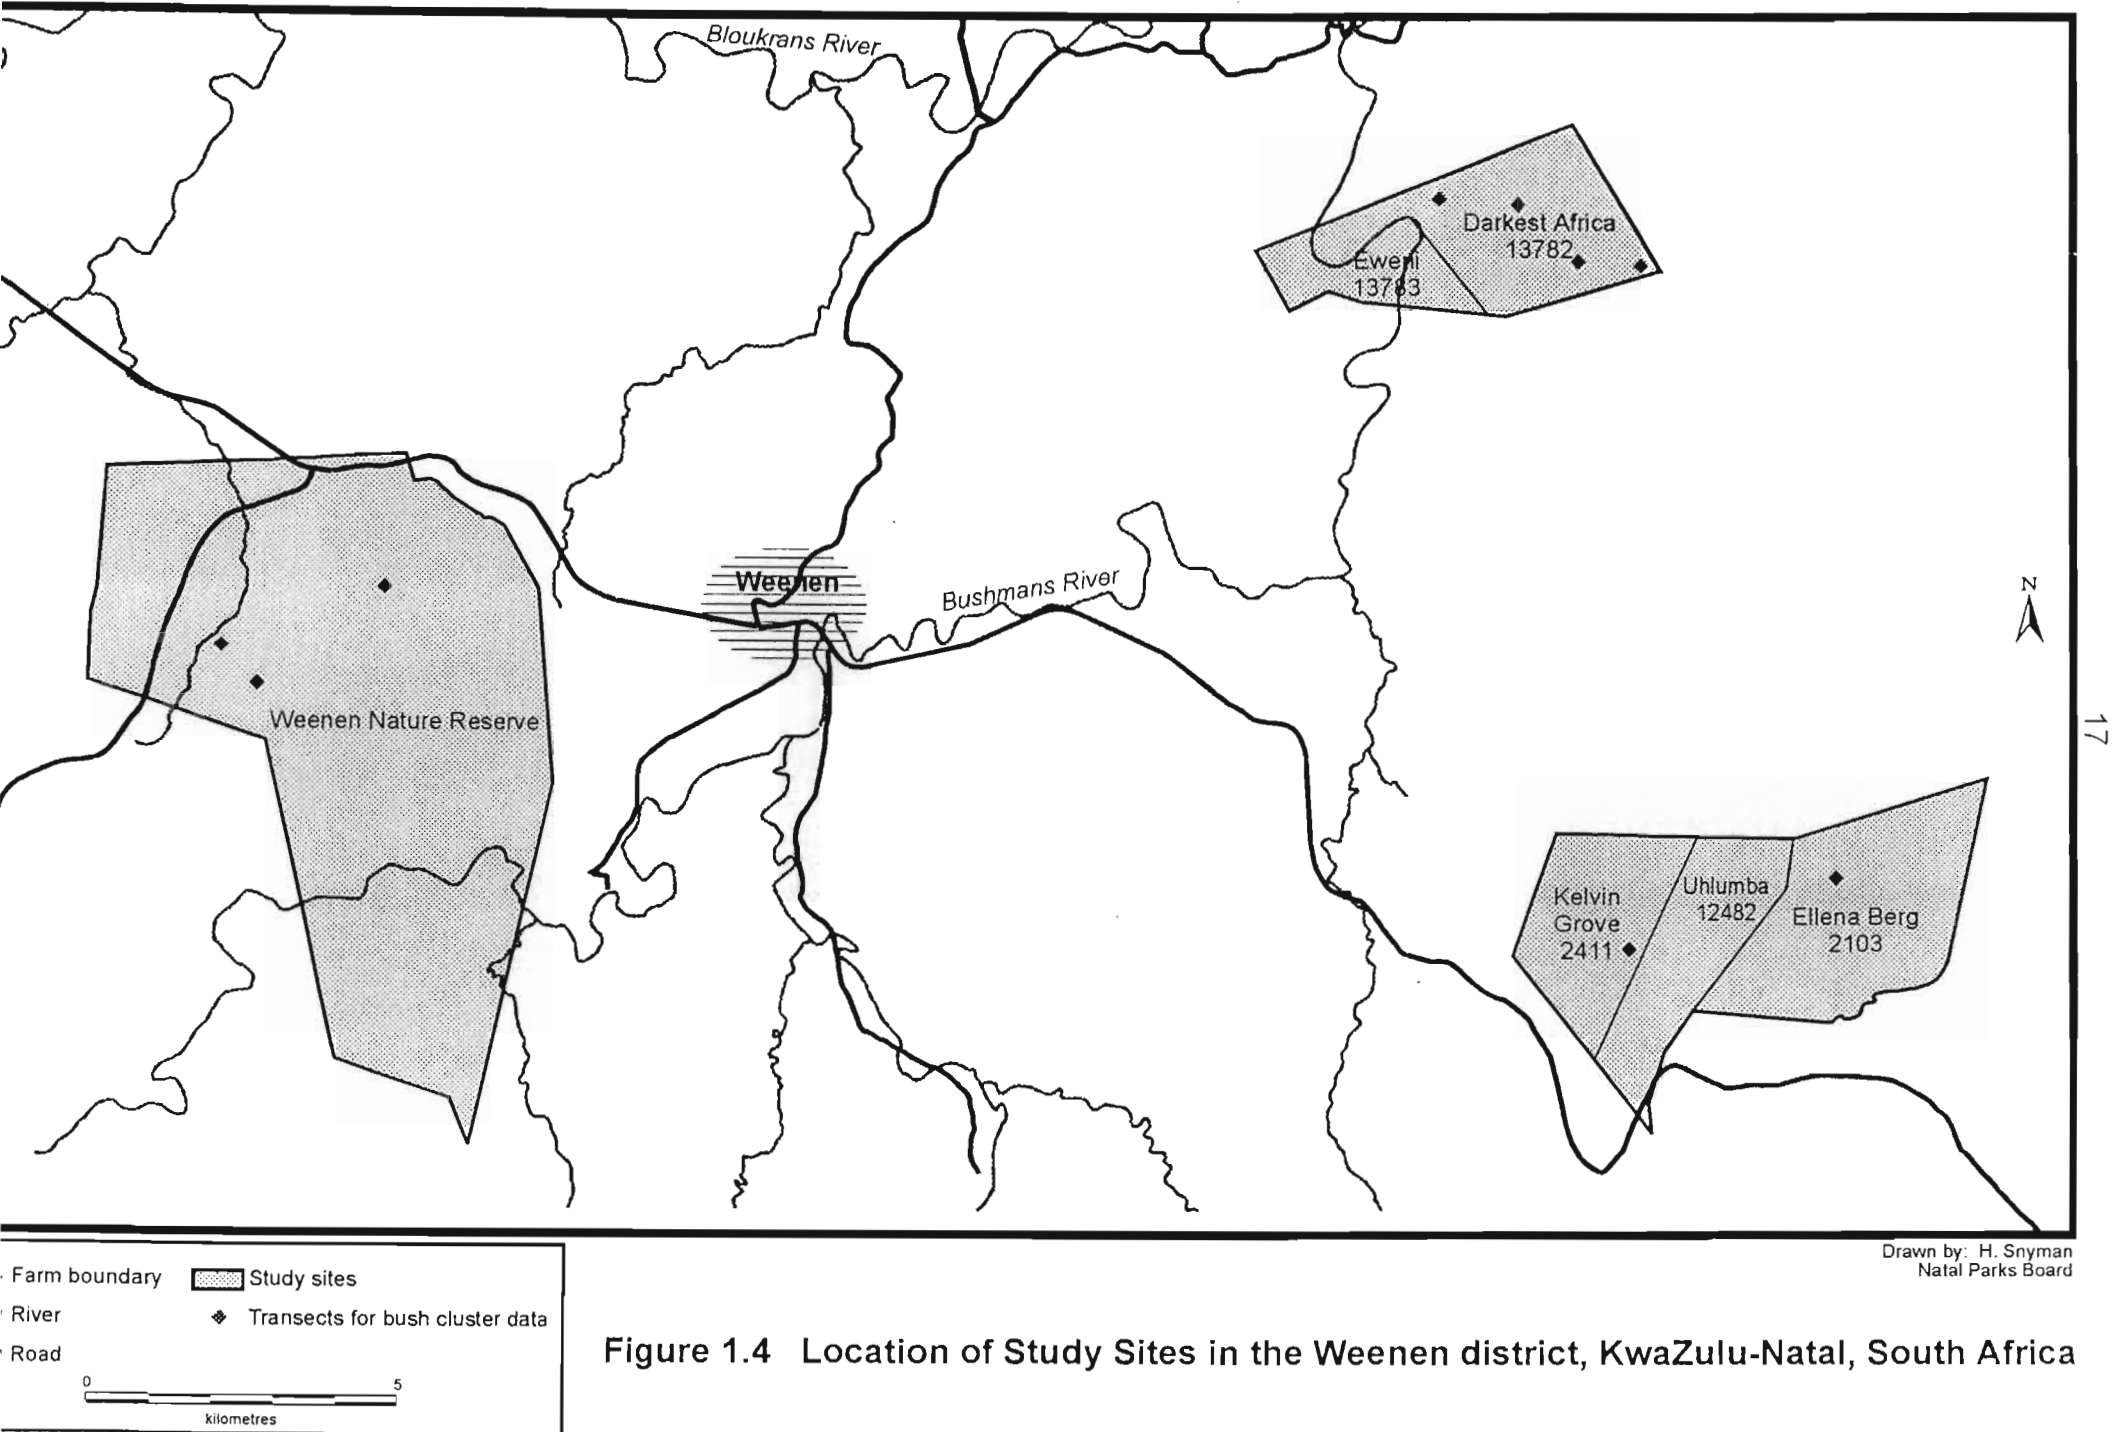 Bloukrans River
Darkest Africa
13782
Eweni
13783
Weenen
Bushmans River
N
Weenen Nature Reserve
17
Kelvin
Grove
2411
Uhlumba
12482
Ellena Berg
2103
Drawn by: H. Snyman
Natal Parks Board
Farm boundary
Study sites
River
Transects for bush cluster data
Road
0 5
kilometres
Figure 1.4 Location of Study Sites in the Weenen district, KwaZulu-Natal, South Africa